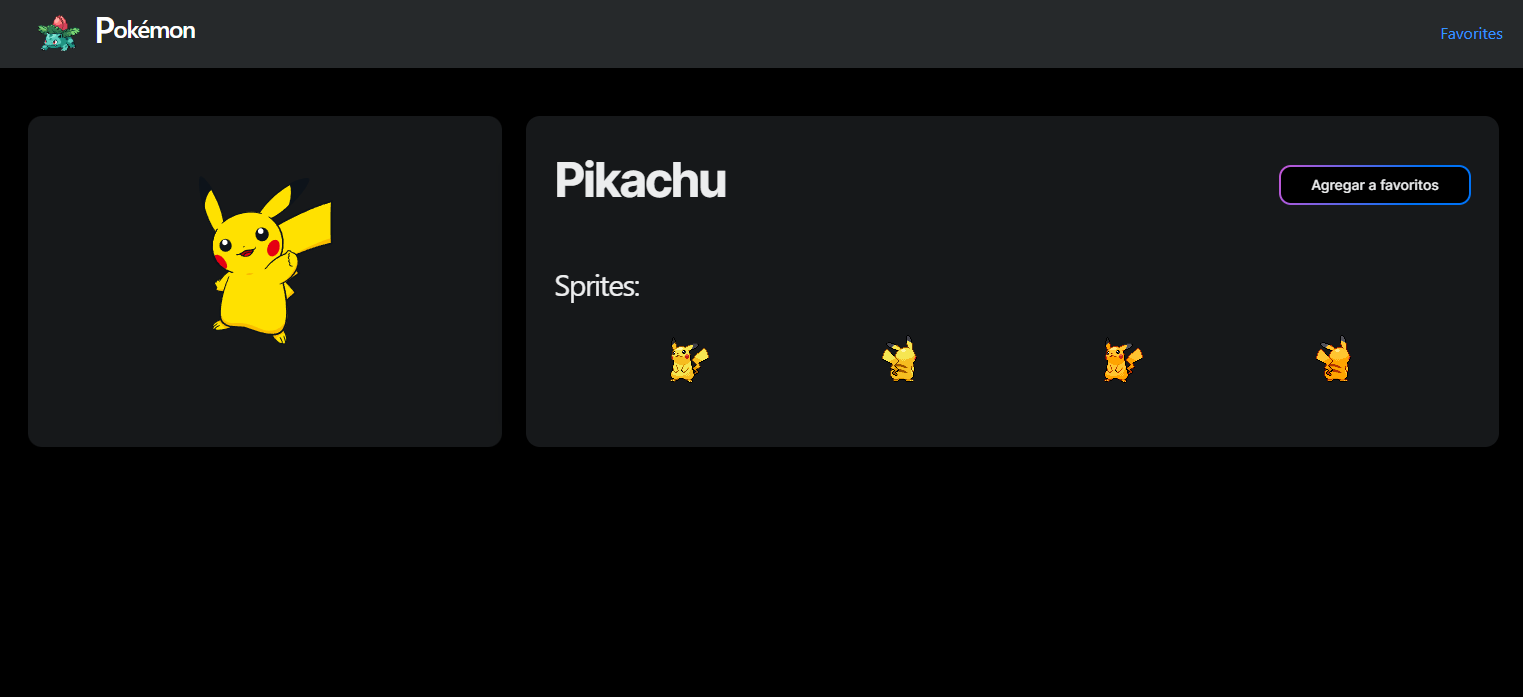 Pokémon
Favorites
Pikachu
Agregar a favoritos
Sprites: